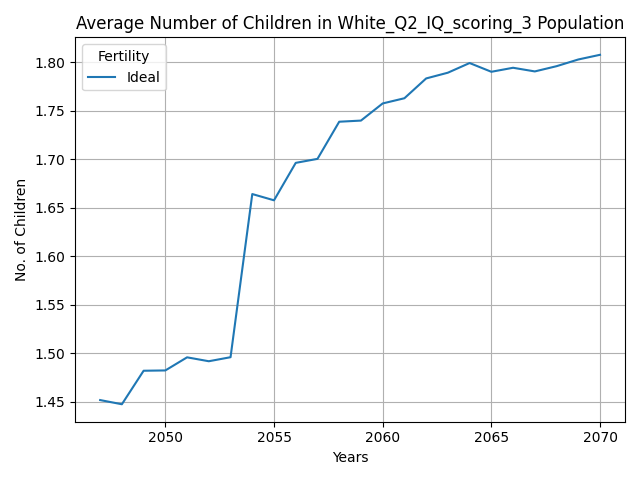 Average Number of Children in White_Q2_IQ_scoring_3 Population
Fertility
Ideal
No. of Children
1.80
1.75
1.70
1.65
1.60
1.55
1.50
1.45
2050
2055
2060
2065
2070
Years